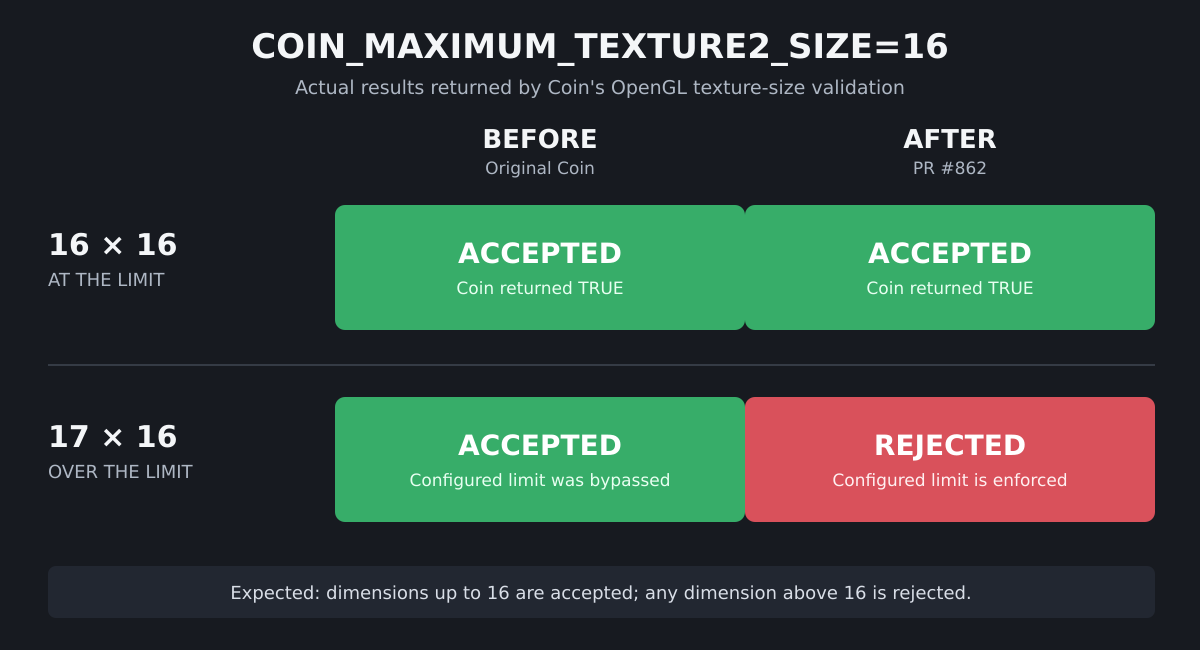 COIN_MAXIMUM_TEXTURE2_SIZE=16
Actual results returned by Coin's OpenGL texture-size validation
BEFORE
Original Coin
AFTER
PR #862
16 × 16
AT THE LIMIT
ACCEPTED
Coin returned TRUE
ACCEPTED
Coin returned TRUE
17 × 16
OVER THE LIMIT
ACCEPTED
Configured limit was bypassed
REJECTED
Configured limit is enforced
Expected: dimensions up to 16 are accepted; any dimension above 16 is rejected.